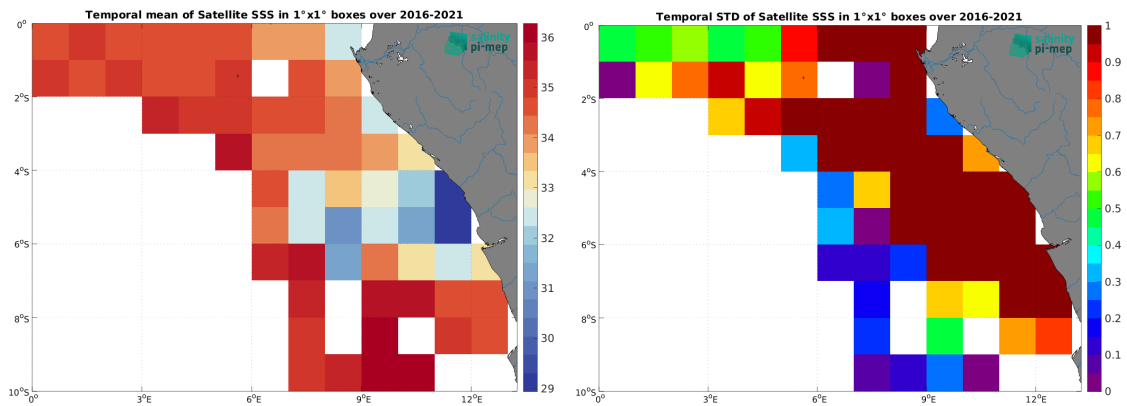 Temporal mean of Satellite SSS in 1°x1° boxes over 2016-2021
0°
2°S
4°S
6°S
8°S
10°S
0°E
3°E
6°E
9°E
12°E
salinity
pi-mep
36
35
34
33
32
31
30
29
Temporal STD of Satellite SSS in 1°x1° boxes over 2016-2021
0°
2°S
4°S
6°S
8°S
10°S
0°E
3°E
6°E
9°E
12°E
salinity
pi-mep
1
0.9
0.8
0.7
0.6
0.5
0.4
0.3
0.2
0.1
0